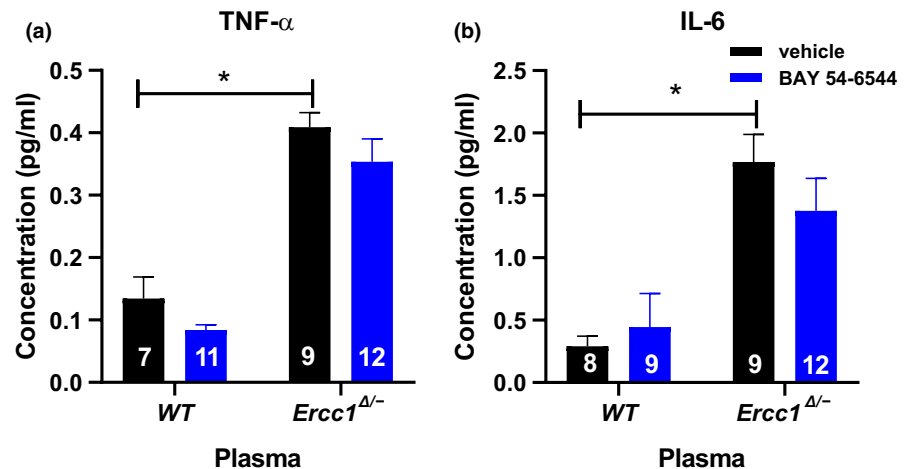 (a)
TNF-α
Concentration (pg/ml)
0.5
0.4
0.3
0.2
0.1
0.0
*
7
11
9
12
WT
Ercc1Δ/−
Plasma
(b)
IL-6
vehicle
BAY 54-6544
Concentration (pg/ml)
2.5
2.0
1.5
1.0
0.5
0.0
*
8
9
9
12
WT
Ercc1Δ/−
Plasma